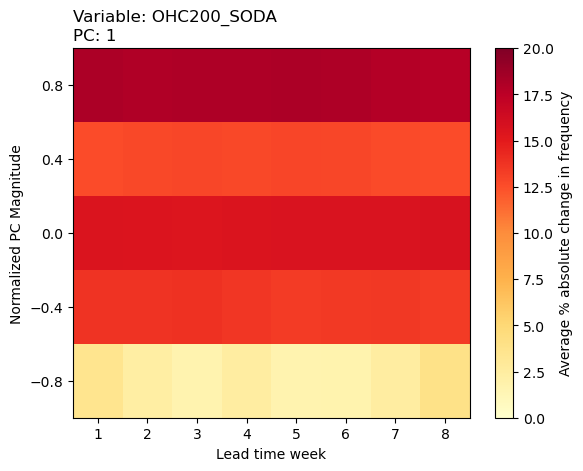 Variable: OHC200_SODA
PC: 1
Normalized PC Magnitude
0.8
0.4
0.0
−0.4
−0.8
1 2 3 4 5 6 7 8
Lead time week
20.0
17.5
15.0
12.5
10.0
7.5
5.0
2.5
0.0
Average % absolute change in frequency